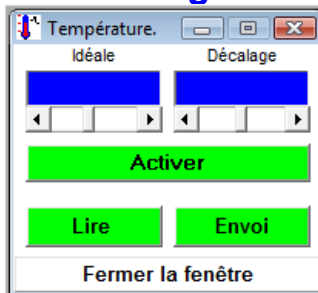 Température.
Idéale Décalage
Activer
Lire Envoi
Fermer la fenêtre